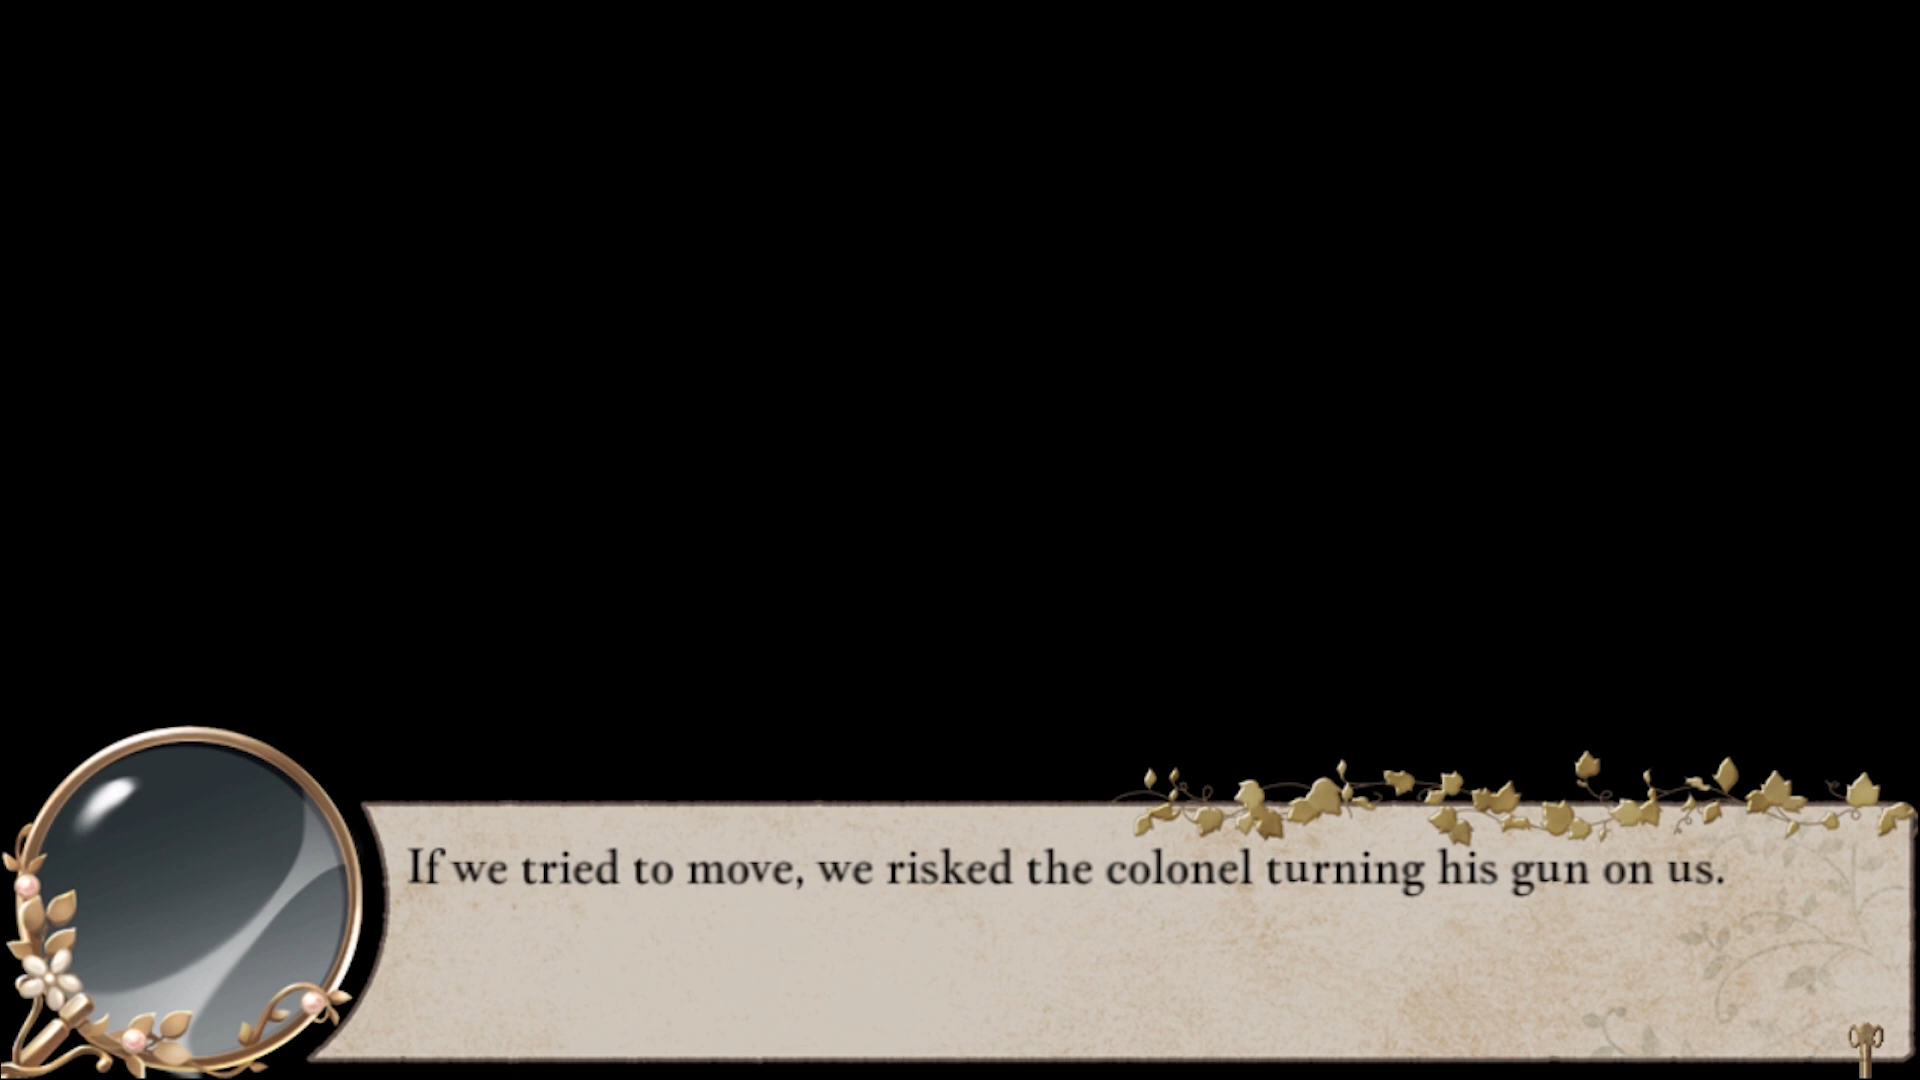 If we tried to move, we risked the colonel turning his gun on us.